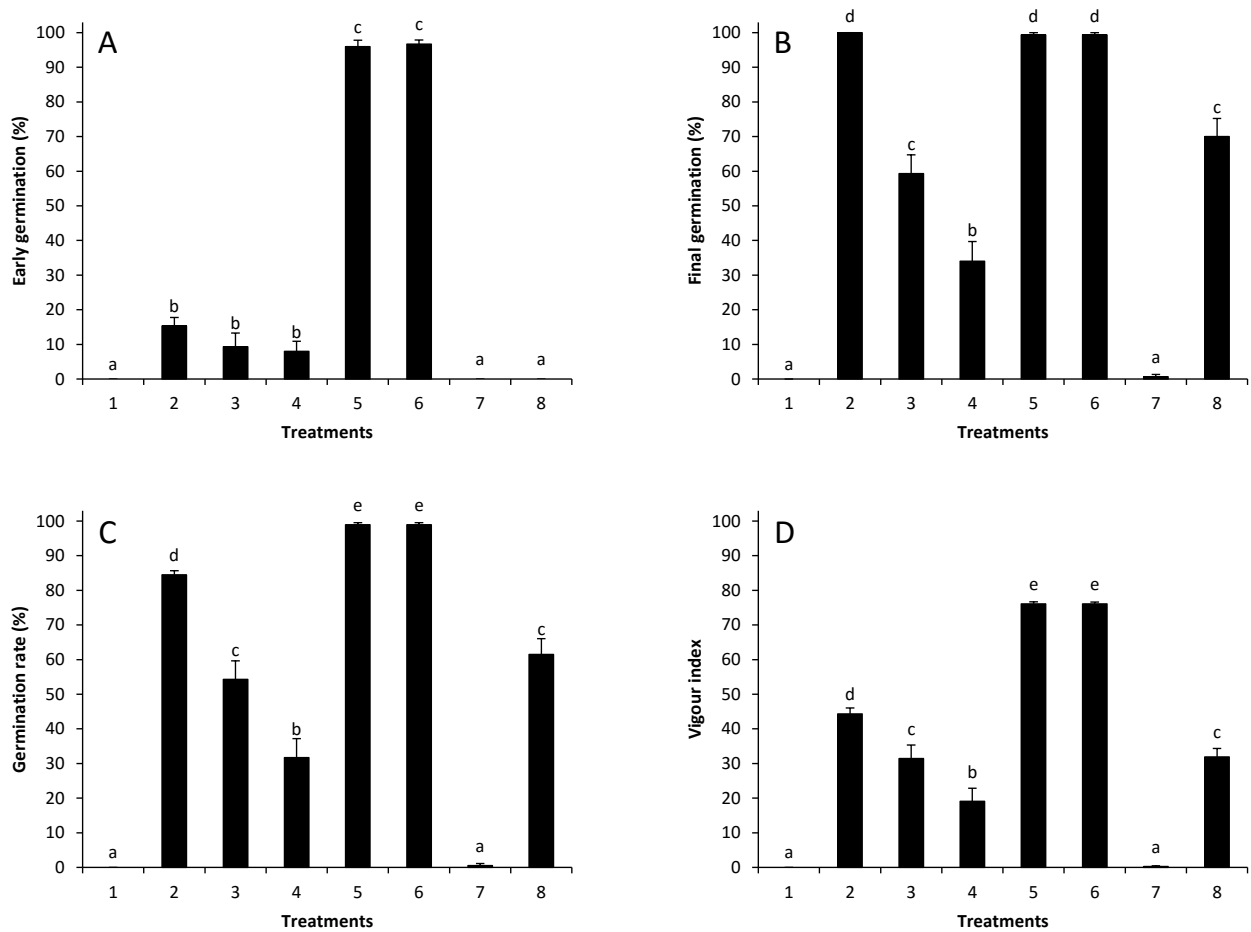 A
Early germination (%)
100
90
80
70
60
50
40
30
20
10
0
a
b
b
b
c
c
a
a
1 2 3 4 5 6 7 8
Treatments
B
Final germination (%)
100
90
80
70
60
50
40
30
20
10
0
a
d
c
b
d
d
a
c
1 2 3 4 5 6 7 8
Treatments
C
Germination rate (%)
100
90
80
70
60
50
40
30
20
10
0
a
d
c
b
e
e
a
c
1 2 3 4 5 6 7 8
Treatments
D
Vigour index
100
90
80
70
60
50
40
30
20
10
0
a
d
c
b
e
e
a
c
1 2 3 4 5 6 7 8
Treatments